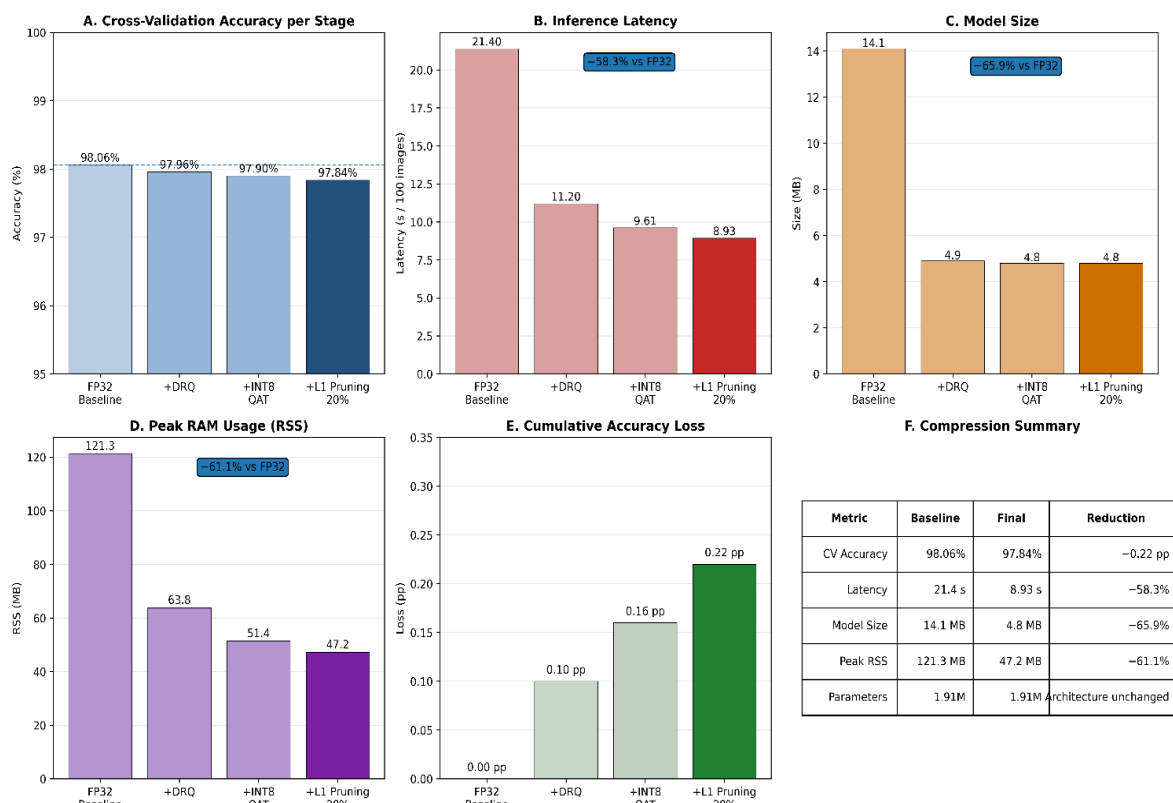 A. Cross-Validation Accuracy per Stage
100
99
98
97
96
95
Accuracy (%)
98.06%
97.96%
97.90%
97.84%
FP32
Baseline
+DRQ
+INT8
QAT
+L1 Pruning
20%
B. Inference Latency
20.0
17.5
15.0
12.5
10.0
7.5
5.0
2.5
0.0
Latency (s / 100 images)
21.40
11.20
9.61
8.93
−58.3% vs FP32
FP32
Baseline
+DRQ
+INT8
QAT
+L1 Pruning
20%
C. Model Size
14
12
10
8
6
4
2
0
Size (MB)
14.1
4.9
4.8
4.8
−65.9% vs FP32
FP32
Baseline
+DRQ
+INT8
QAT
+L1 Pruning
20%
D. Peak RAM Usage (RSS)
120
100
80
60
40
20
0
RSS (MB)
121.3
63.8
51.4
47.2
−61.1% vs FP32
FP32
Baseline
+DRQ
+INT8
QAT
+L1 Pruning
20%
E. Cumulative Accuracy Loss
0.35
0.30
0.25
0.20
0.15
0.10
0.05
0.00
Loss (pp)
0.00 pp
0.10 pp
0.16 pp
0.22 pp
FP32
Baseline
+DRQ
+INT8
QAT
+L1 Pruning
20%
F. Compression Summary
Metric Baseline Final Reduction
CV Accuracy 98.06% 97.84% −0.22 pp
Latency 21.4 s 8.93 s −58.3%
Model Size 14.1 MB 4.8 MB −65.9%
Peak RSS 121.3 MB 47.2 MB −61.1%
Parameters 1.91M 1.91M Architecture unchanged